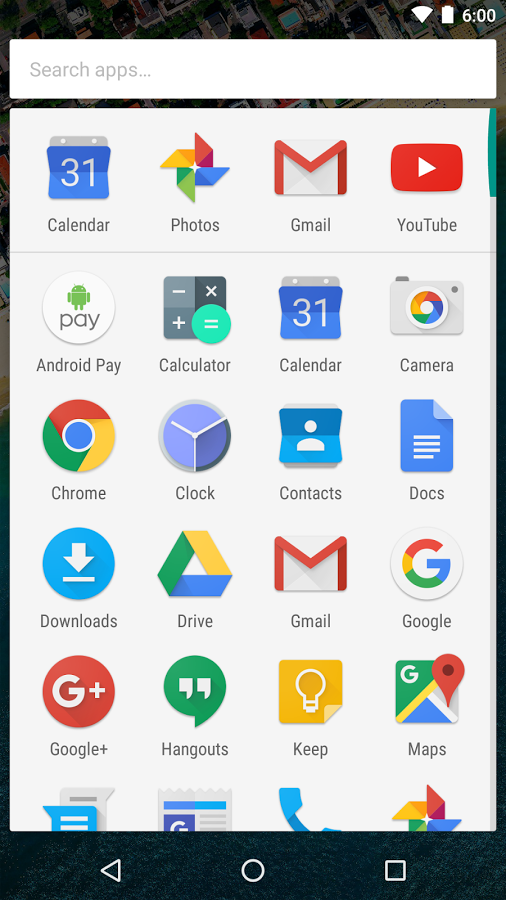 6:00
Search apps...
31
Calendar Photos Gmail YouTube
pay 31
Android Pay Calculator Calendar Camera
Chrome Clock Contacts Docs
G
Downloads Drive Gmail Google
G+ G
Google+ Hangouts Keep Maps
G